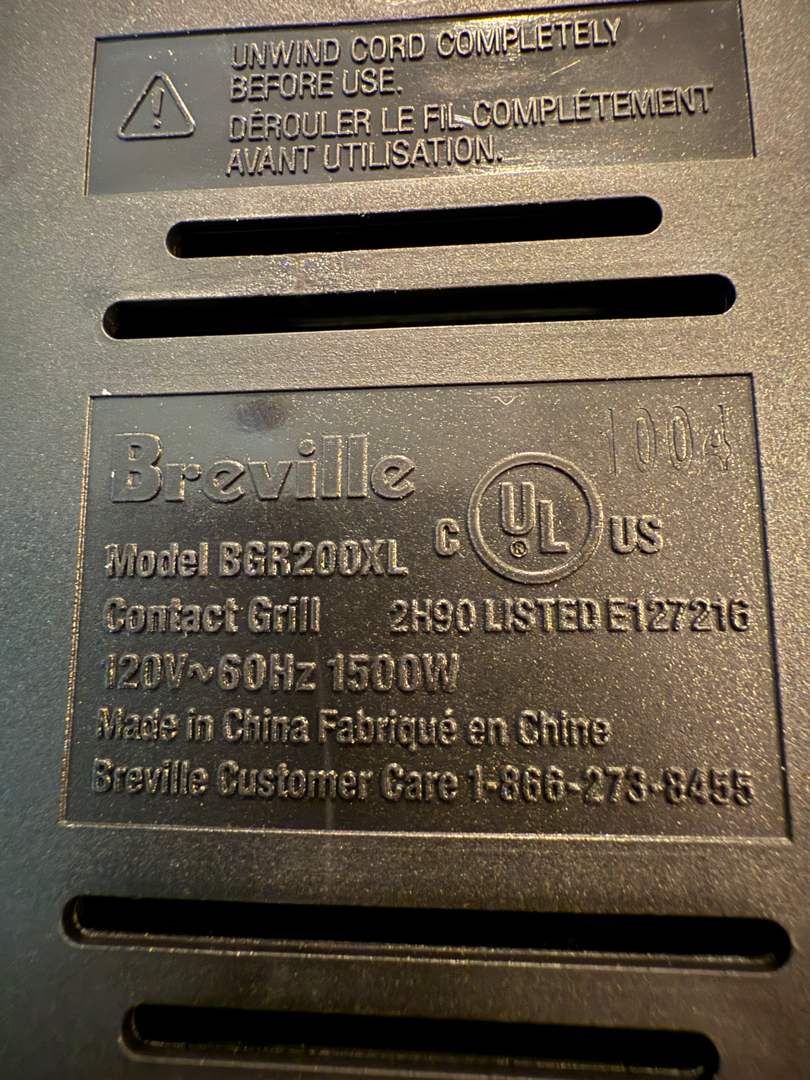 UNWIND CORD COMPLETELY
BEFORE USE.
DÉROULER LE FIL COMPLÉTEMENT
AVANT UTILISATION.
Breville
1004
C UL® US
Model BGR200XL
Contact Grill 2H90 LISTED E127216
120V~60Hz 1500W
Made in China Fabriqué en Chine
Breville Customer Care 1-866-273-8455